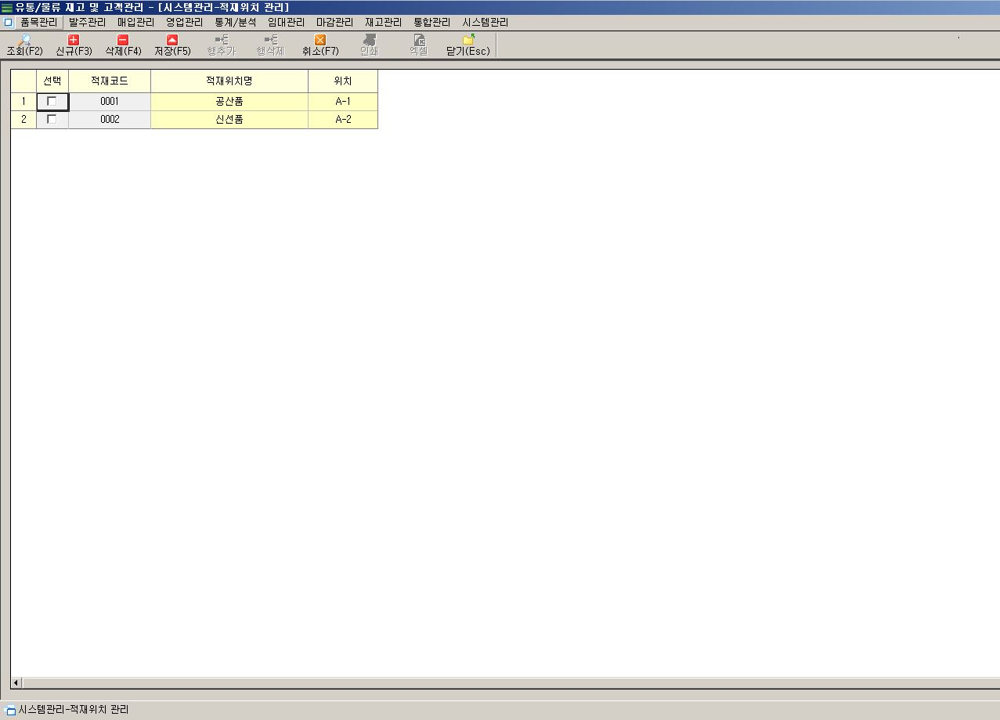 유통/물류 재고 및 고객관리 - [시스템관리-적재위치 관리]
품목관리 발주관리 매입관리 영업관리 통계/분석 임대관리 마감관리 재고관리 통합관리 시스템관리
조회(F2) 신규(F3) 삭제(F4) 저장(F5) 행추가 행삭제 취소(F7) 인쇄 엑셀 닫기(Esc)
선택 적재코드 적재위치명 위치
1 0001 공산품 A-1
2 0002 신선품 A-2
시스템관리-적재위치 관리